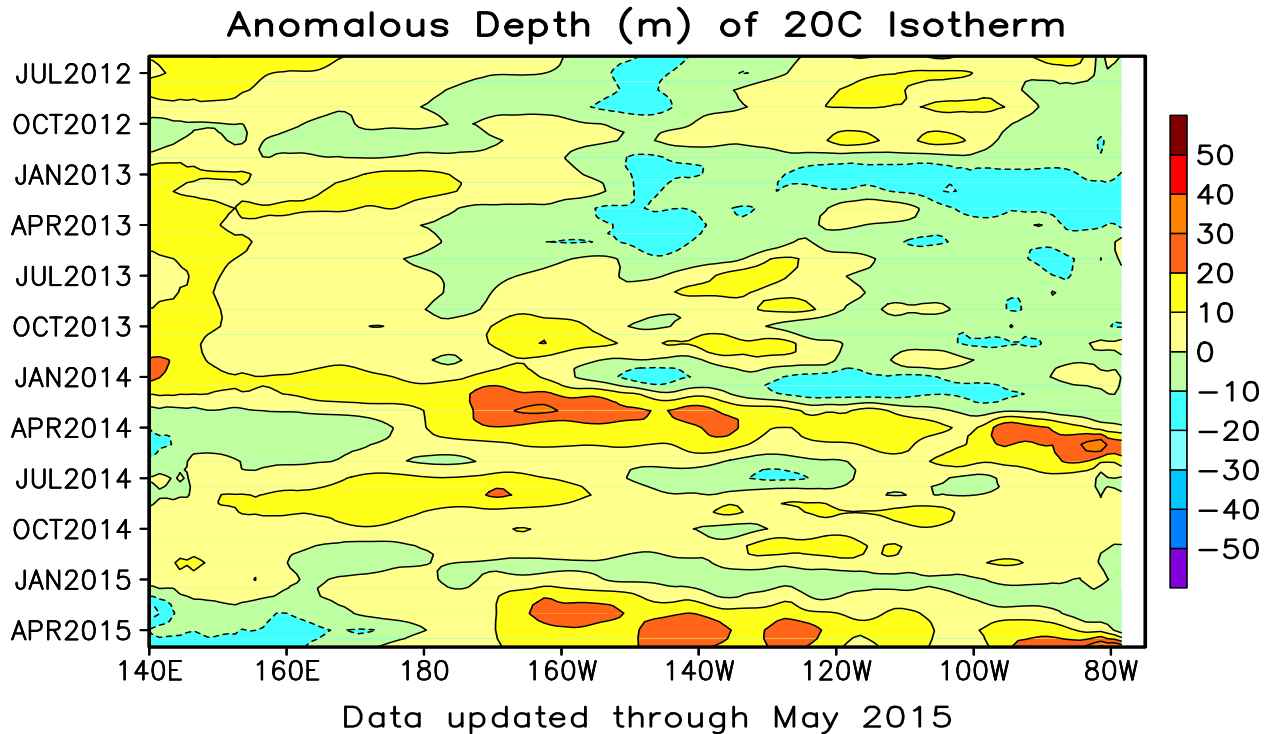 Anomalous Depth (m) of 20C Isotherm
JUL2012
OCT2012
JAN2013
APR2013
JUL2013
OCT2013
JAN2014
APR2014
JUL2014
OCT2014
JAN2015
APR2015
140E 160E 180 160W 140W 120W 100W 80W
50
40
30
20
10
0
−10
−20
−30
−40
−50
Data updated through May 2015